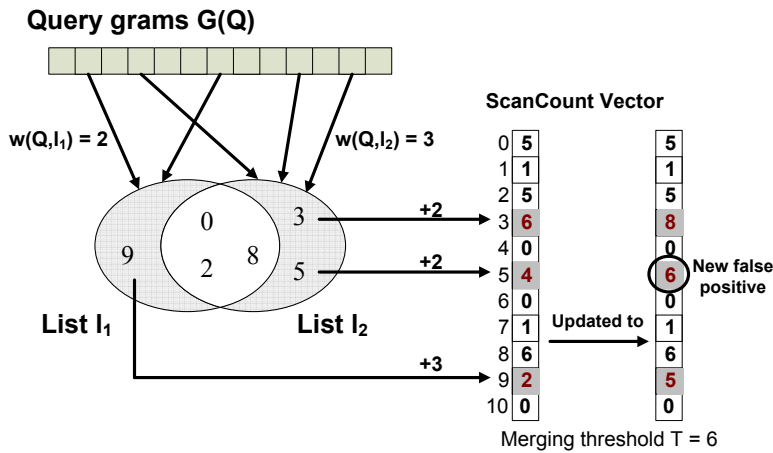 Query grams G(Q)
ScanCount Vector
w(Q,l₁) = 2
w(Q,l₂) = 3
0 5 5
1 1 1
2 5 5
0 3 +2 3 6 8
4 0 0
9 2 8 5 +2 5 4 6 New false
positive
6 0 0
List l₁ List l₂ 7 1 Updated to 1
8 6 6
+3 9 2 5
10 0 0
Merging threshold T = 6